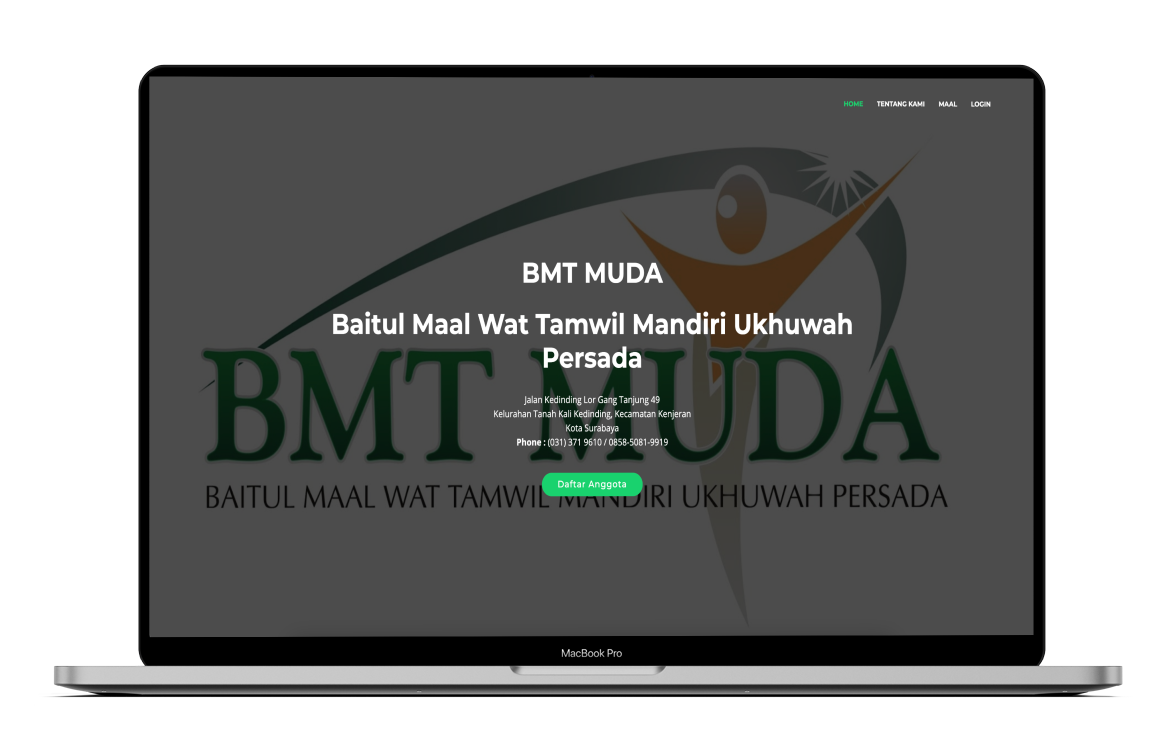 HOME TENTANG KAMI MAAL LOGIN
BMT MUDA
Baitul Maal Wat Tamwil Mandiri Ukhuwah
Persada
Jalan Kedinding Lor Gang Tanjung 49
Kelurahan Tanah Kali Kedinding, Kecamatan Kenjeran
Kota Surabaya
Phone : (031) 371 9610 / 0858-5081-9919
Daftar Anggota
BMT MUDA
BAITUL MAAL WAT TAMWIL MANDIRI UKHUWAH PERSADA
MacBook Pro